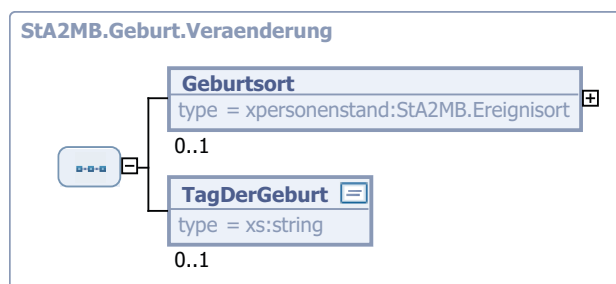 StA2MB.Geburt.Veraenderung
Geburtsort
type = xpersonenstand:StA2MB.Ereignisort
0..1
TagDerGeburt
type = xs:string
0..1